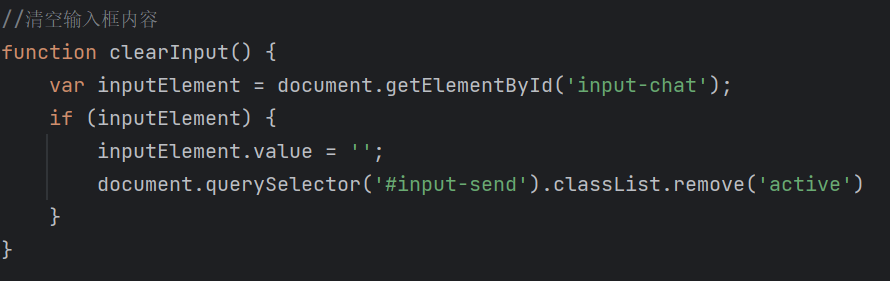 //清空输入框内容
function clearInput() {
    var inputElement = document.getElementById('input-chat');
    if (inputElement) {
        inputElement.value = '';
        document.querySelector('#input-send').classList.remove('active')
    }
}